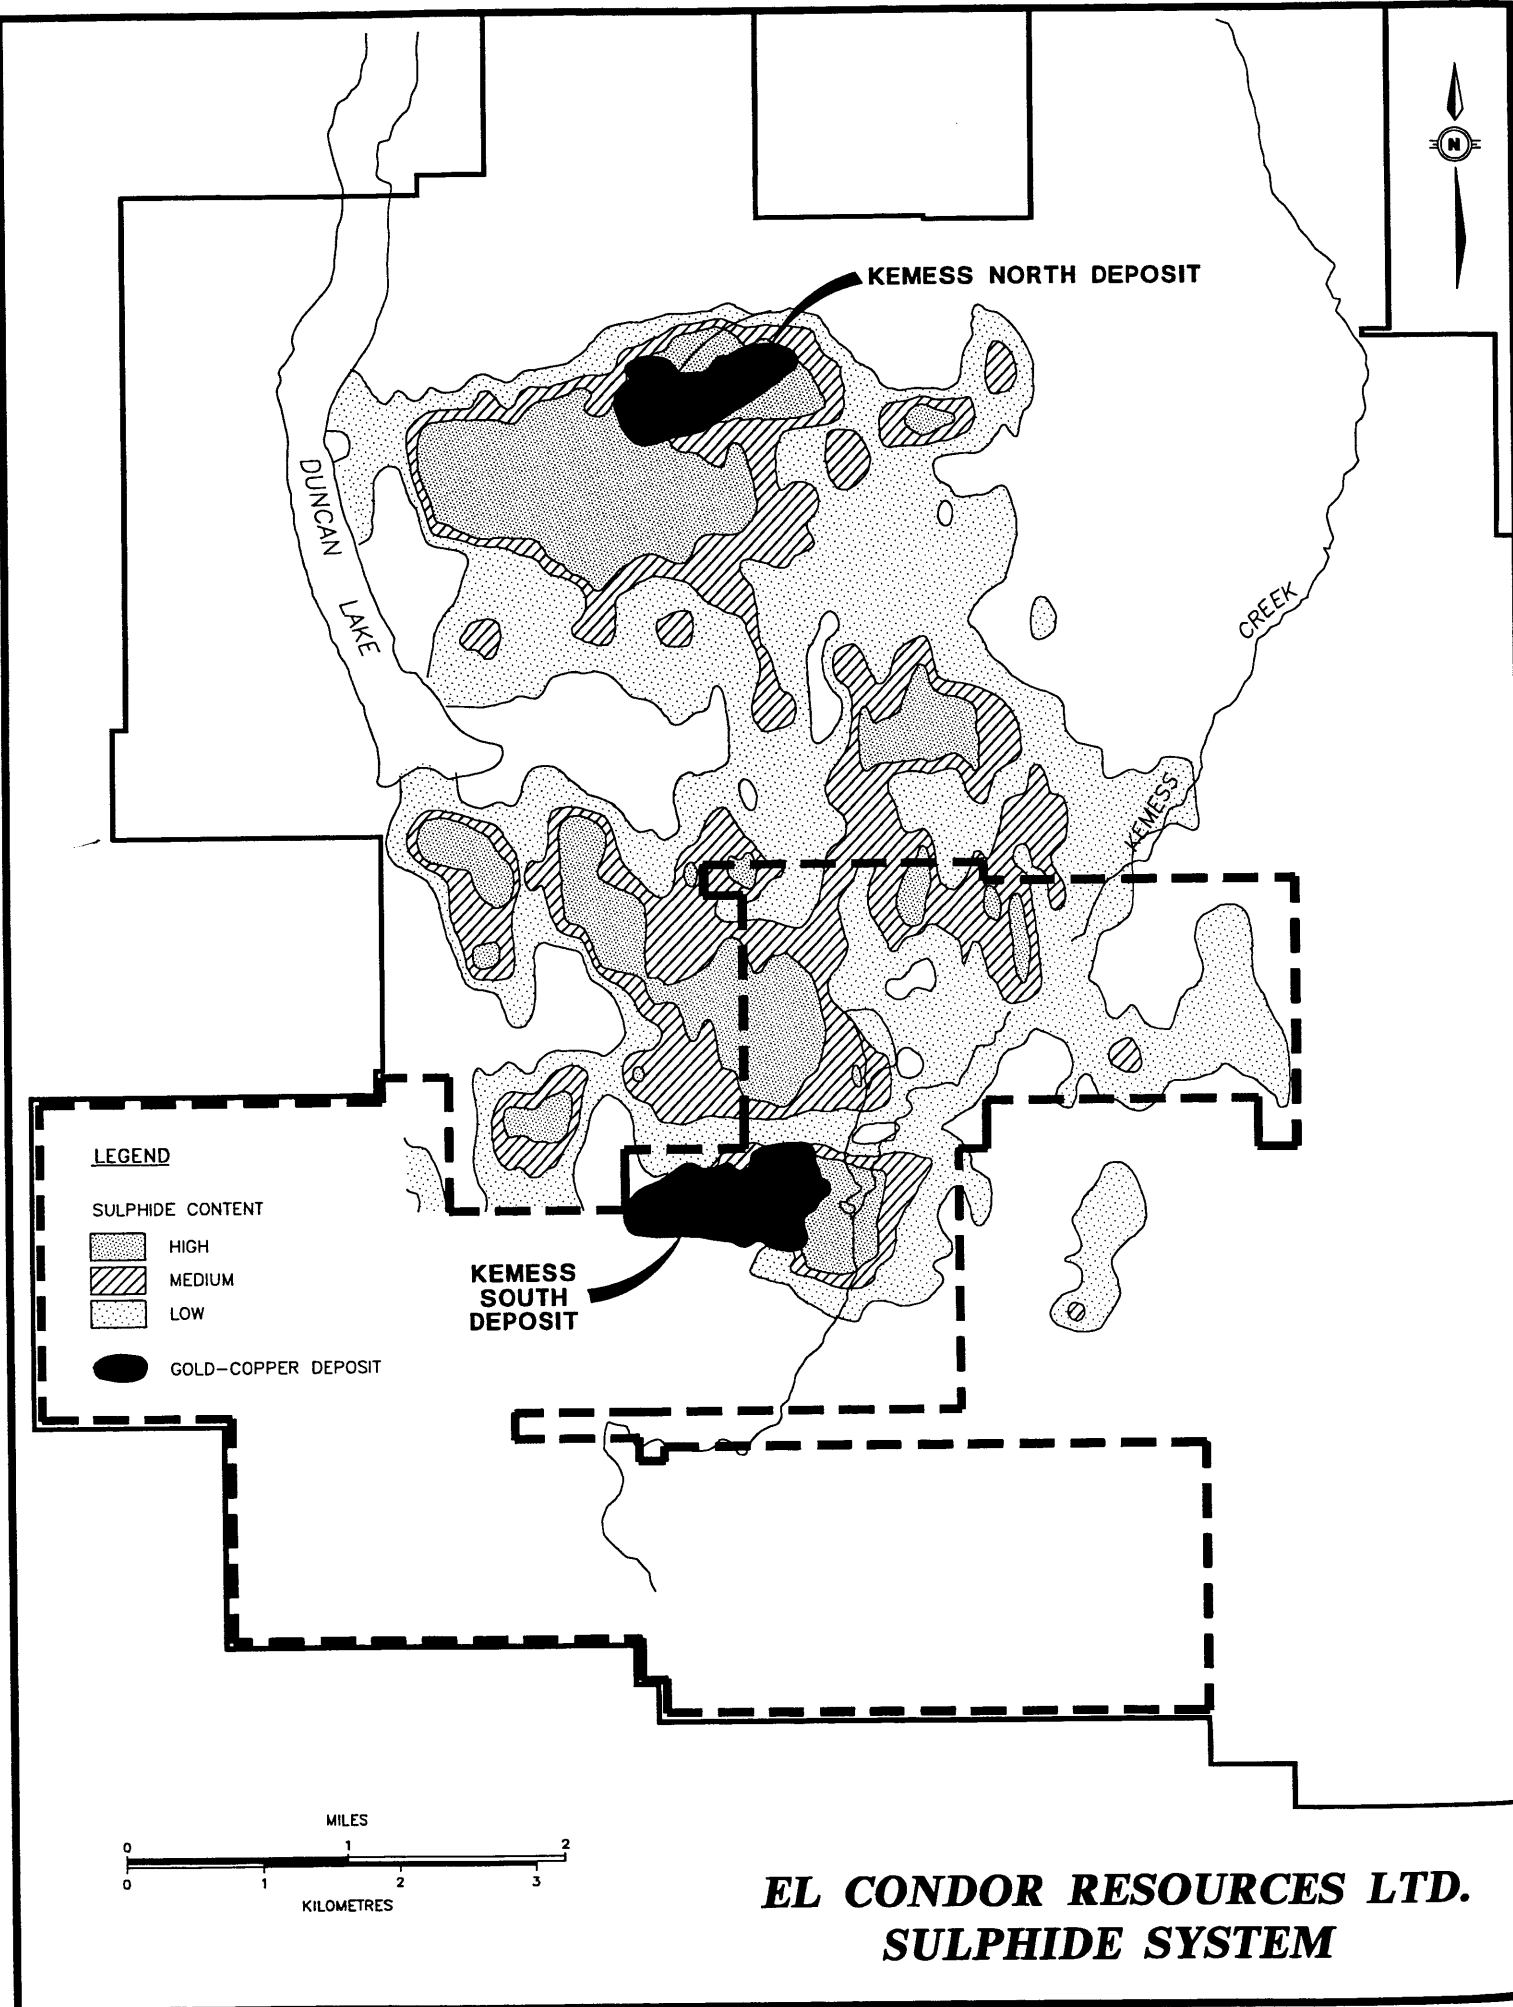 N
KEMESS NORTH DEPOSIT
DUNCAN LAKE
CREEK
KEMESS
LEGEND
SULPHIDE CONTENT
HIGH
MEDIUM
LOW
GOLD-COPPER DEPOSIT
KEMESS
SOUTH
DEPOSIT
MILES
0 1 2
0 1 2 3
KILOMETRES
EL CONDOR RESOURCES LTD.
SULPHIDE SYSTEM